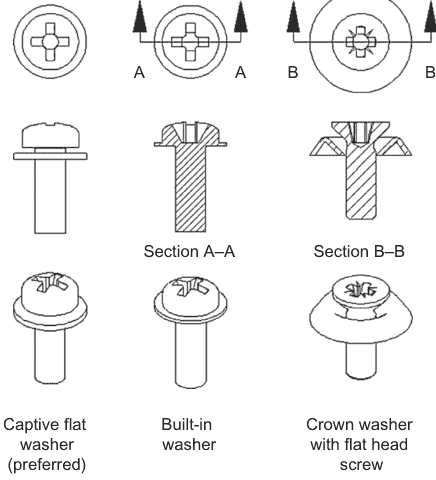 A A B B
Section A–A
Section B–B
Captive flat
washer
(preferred)
Built-in
washer
Crown washer
with flat head
screw